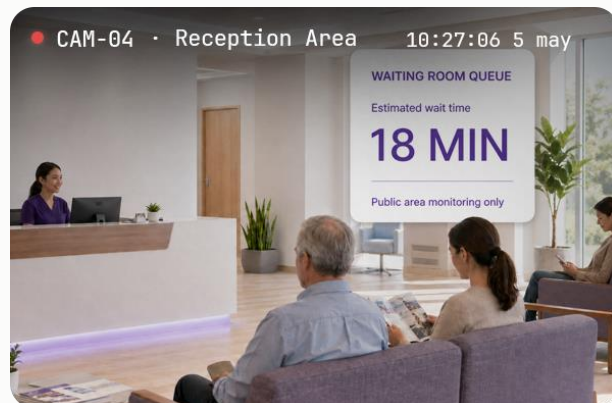 CAM-04 · Reception Area 10:27:06 5 may
WAITING ROOM QUEUE
Estimated wait time
18 MIN
Public area monitoring only